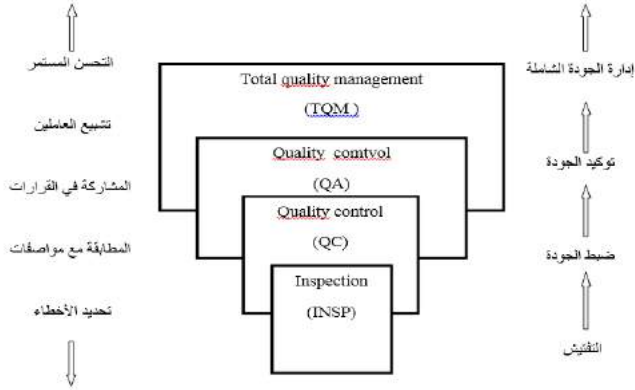 التحسن المستمر
تشبيع العاملين
المشاركة في القرارات
المطابقة مع مواصفات
تحديد الأخطاء
Total quality management
(TQM )
Quality comtvol
(QA)
Quality control
(QC)
Inspection
(INSP)
إدارة الجودة الشاملة
توكيد الجودة
ضبط الجودة
التفتيش